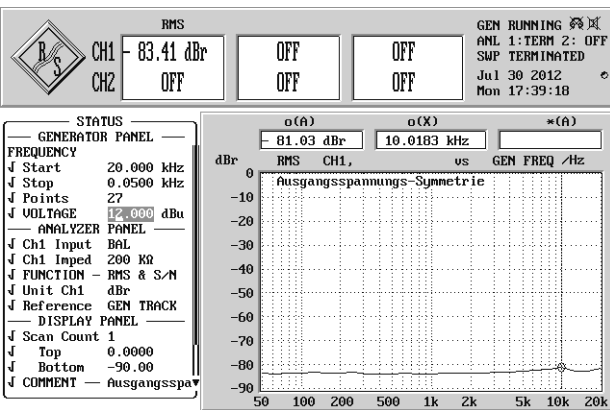 RMS
R S
CH1 - 83.41 dBr OFF OFF
CH2 OFF OFF OFF
GEN RUNNING
ANL 1:TERM 2: OFF
SWP TERMINATED
Jul 30 2012
Mon 17:39:18
STATUS
GENERATOR PANEL
FREQUENCY
Start 20.000 kHz
Stop 0.0500 kHz
Points 27
VOLTAGE 12.000 dBu
ANALYZER PANEL
Ch1 Input BAL
Ch1 Imped 200 KΩ
FUNCTION - RMS & S/N
Unit Ch1 dBr
Reference GEN TRACK
DISPLAY PANEL
Scan Count 1
Top 0.0000
Bottom -90.00
COMMENT — Ausgangsspa
o(A) o(X) *(A)
- 81.03 dBr 10.0183 kHz
dBr RMS CH1, vs GEN FREQ /Hz
Ausgangsspannungs-Symmetrie
0
-10
-20
-30
-40
-50
-60
-70
-80
-90
50 100 200 500 1k 2k 5k 10k 20k